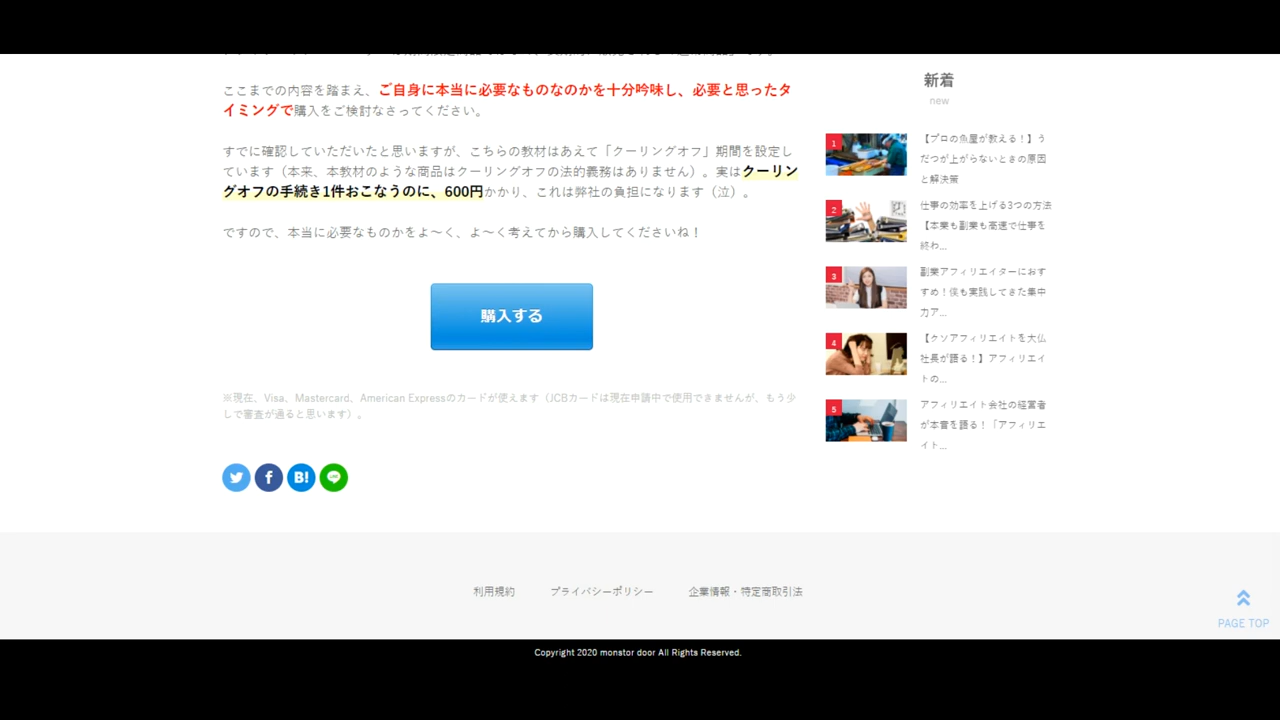 ここまでの内容を踏まえ、ご自身に本当に必要なものなのかを十分吟味し、必要と思ったタ
イミングで購入をご検討なさってください。
すでに確認していただいたと思いますが、こちらの教材はあえて「クーリングオフ」期間を設定し
ています（本来、本教材のような商品はクーリングオフの法的義務はありません）。実はクーリン
グオフの手続き1件おこなうのに、600円かかり、これは弊社の負担になります（泣）。
ですので、本当に必要なものかをよ〜く、よ〜く考えてから購入してくださいね！
購入する
※現在、Visa、Mastercard、American Expressのカードが使えます（JCBカードは現在申請中で使用できませんが、もう少
しで審査が通ると思います）。
B!
LINE
新着
new
1
【プロの魚屋が教える！】う
だつが上がらないときの原因
と解決策
2
仕事の効率を上げる3つの方法
【本業も副業も高速で仕事を
終わ...
3
副業アフィリエイターにおす
すめ！僕も実践してきた集中
力ア...
4
【クソアフィリエイトを大仏
社長が語る！】アフィリエイ
トの...
5
アフィリエイト会社の経営者
が本音を語る！「アフィリエ
イト...
利用規約 プライバシーポリシー 企業情報・特定商取引法
PAGE TOP
Copyright 2020 monstor door All Rights Reserved.